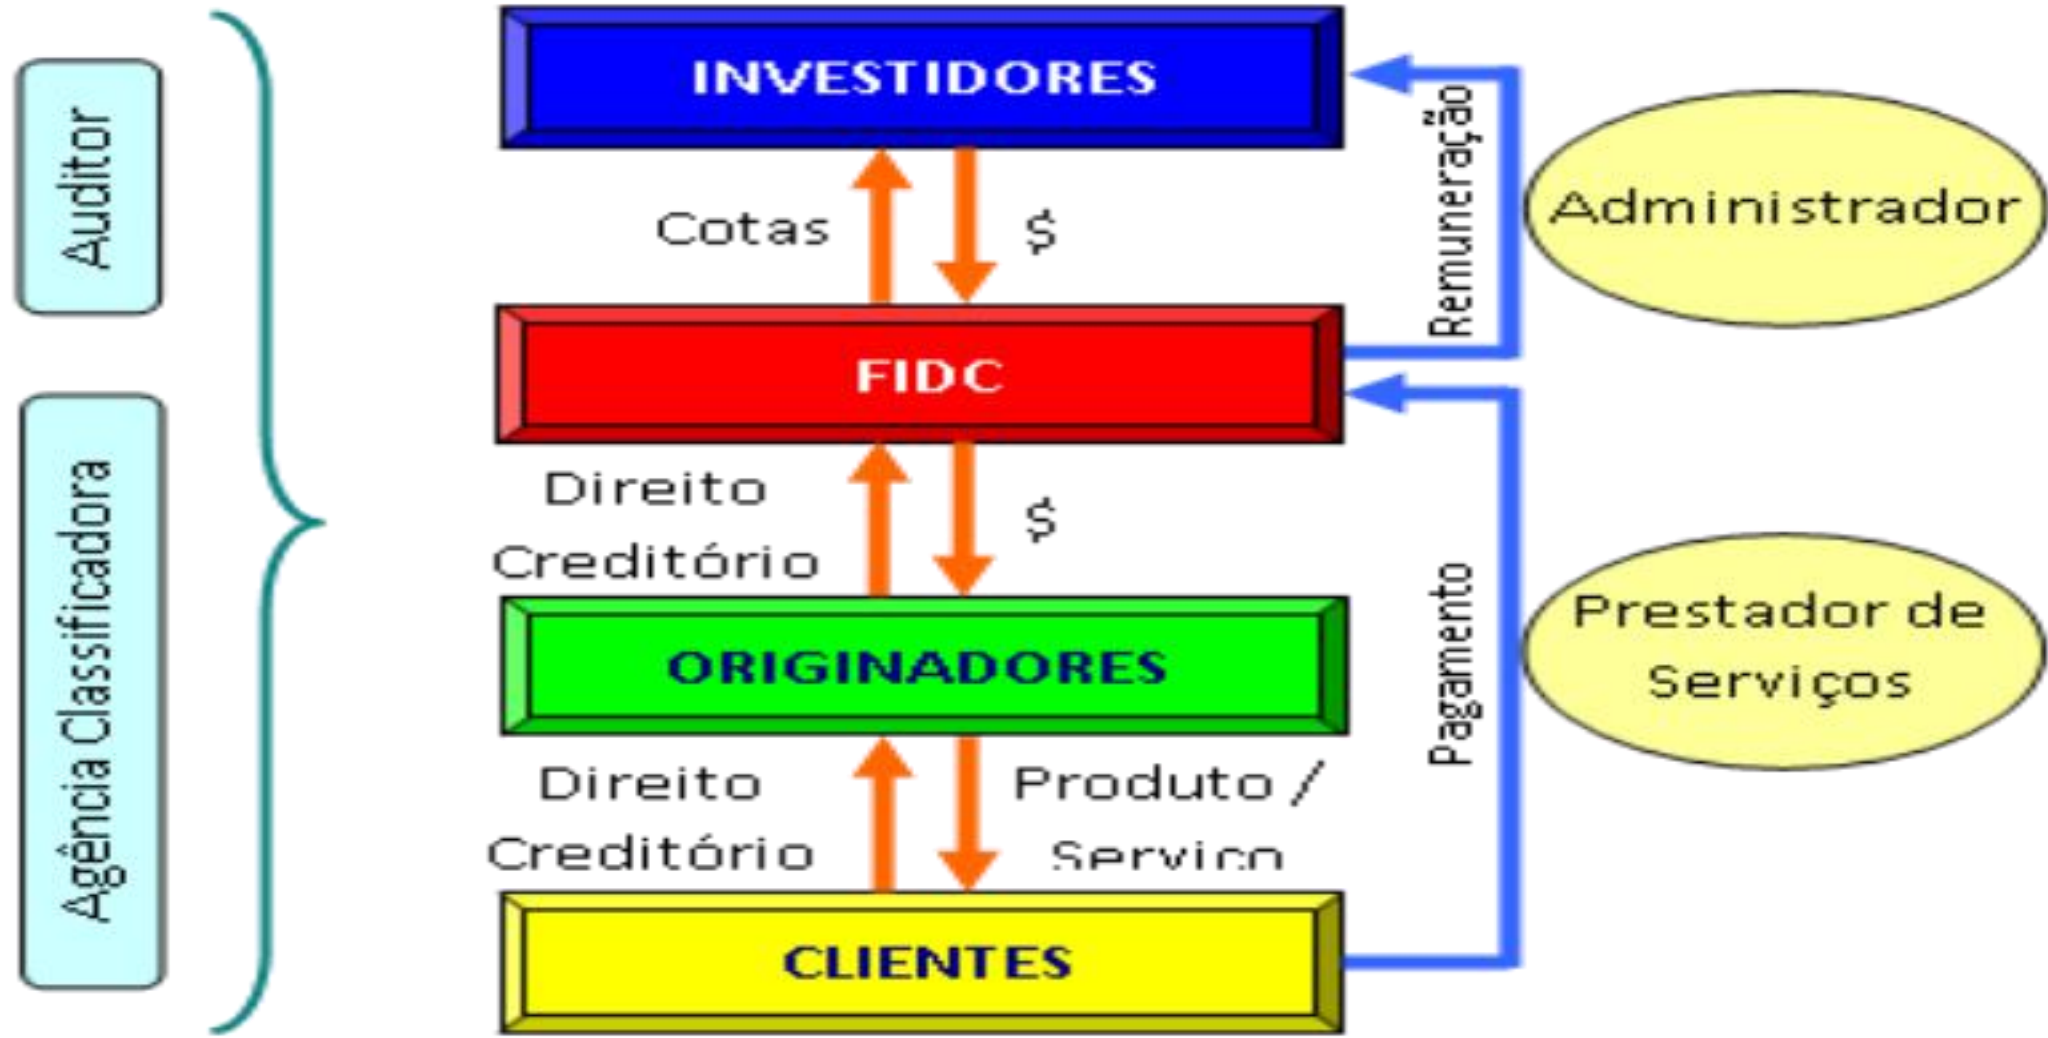 Auditor
Agência Classificadora
INVESTIDORES
Cotas
$
Remuneração
Administrador
FIDC
Direito
Creditório
$
ORIGINADORES
Pagamento
Prestador de
Serviços
Direito
Creditório
Produto /
Serviço
CLIENTES